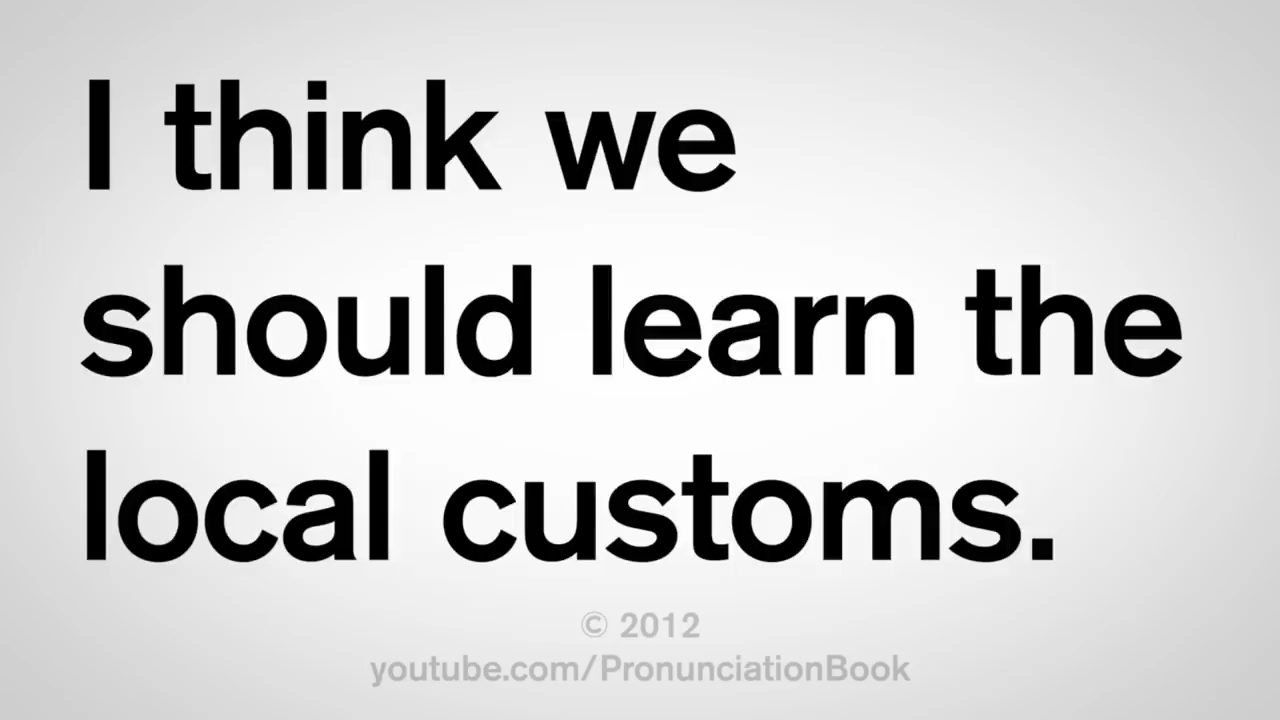 I think we
should learn the
local customs.
© 2012
youtube.com/PronunciationBook